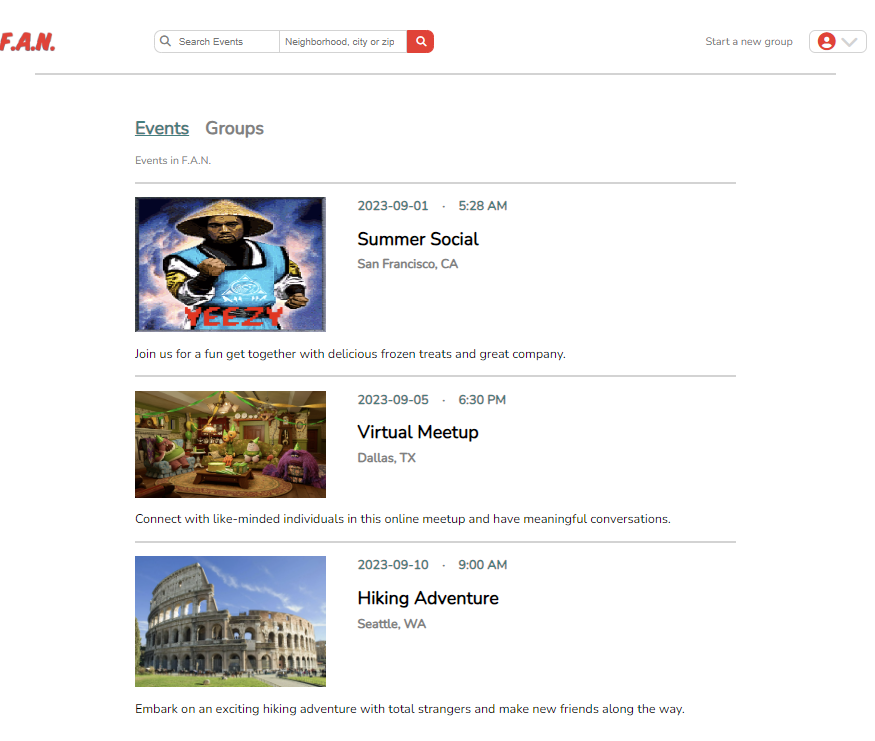 F.A.N.
Search Events
Neighborhood, city or zip
Start a new group
Events Groups
Events in F.A.N.
2023-09-01 · 5:28 AM
Summer Social
San Francisco, CA
YEEZY
Join us for a fun get together with delicious frozen treats and great company.
2023-09-05 · 6:30 PM
Virtual Meetup
Dallas, TX
Connect with like-minded individuals in this online meetup and have meaningful conversations.
2023-09-10 · 9:00 AM
Hiking Adventure
Seattle, WA
Embark on an exciting hiking adventure with total strangers and make new friends along the way.